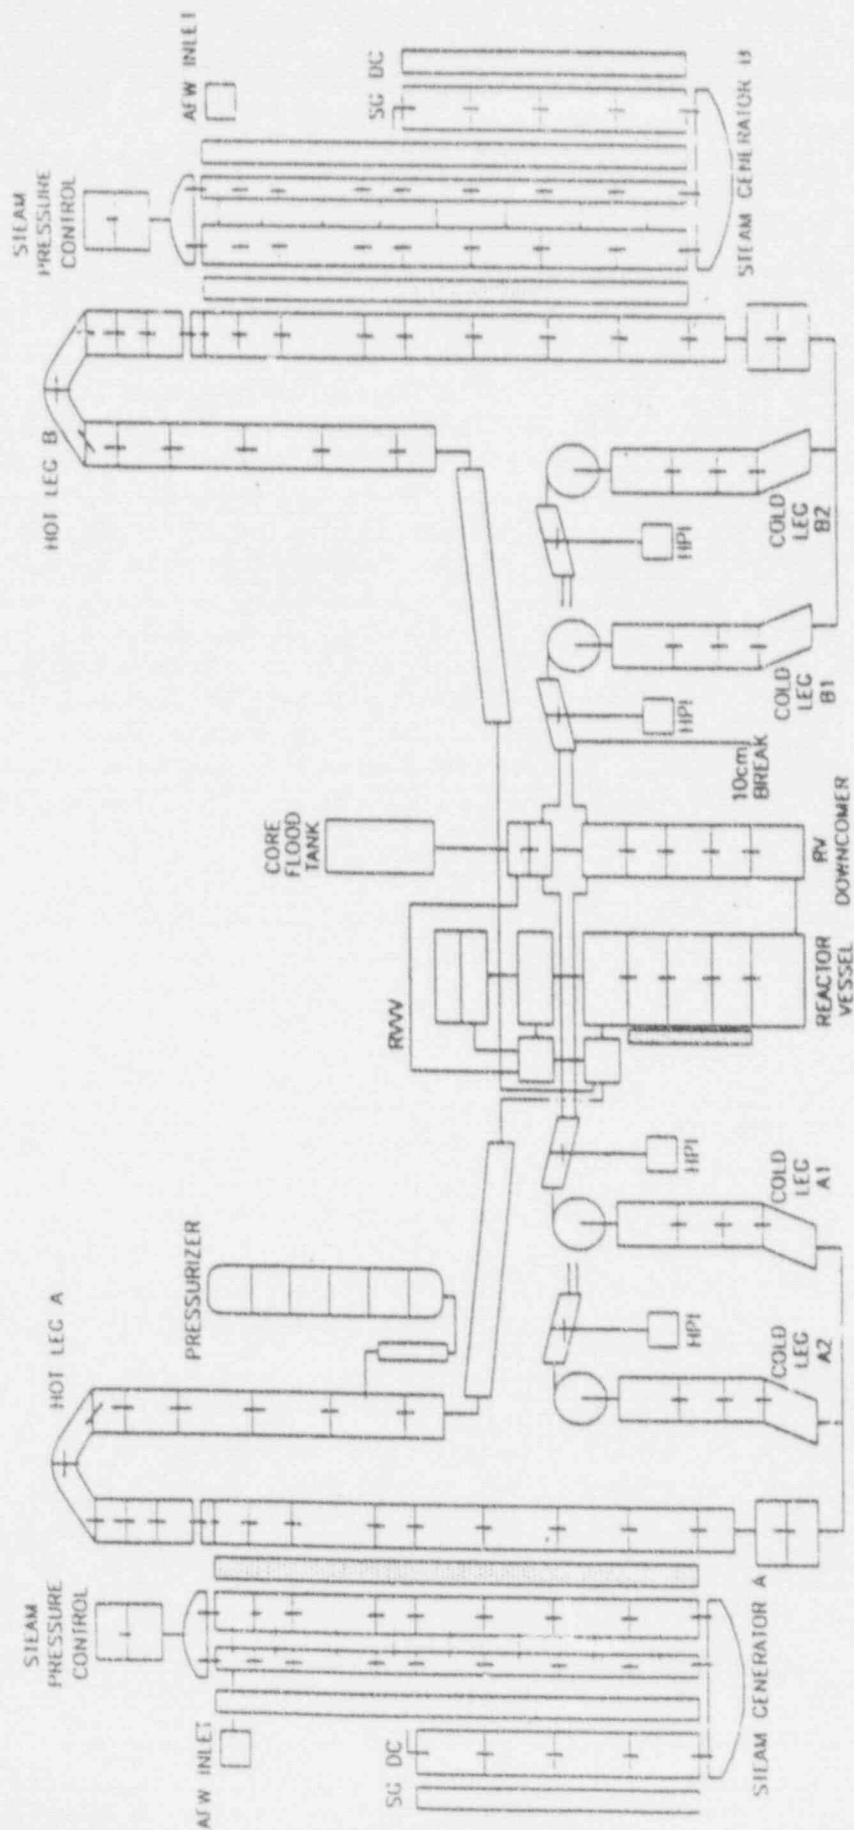 STEAM
PRESSURE
CONTROL
HOT LEG A
HOT LEG B
STEAM
PRESSURE
CONTROL
AFW INLET
PRESSURIZER
CORE
FLOOD
TANK
AFW INLET
SG DC
RVVV
SG DC
HPI
HPI
HPI
HPI
10cm
BREAK
STEAM GENERATOR A
COLD
LEG
A2
COLD
LEG
A1
REACTOR
VESSEL
RV
DOWNCOMER
COLD
LEG
B1
COLD
LEG
B2
STEAM GENERATOR B